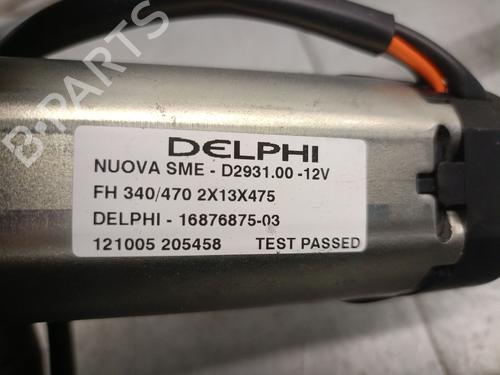 B-PARTS
DELPHI
NUOVA SME - D2931.00 -12V
FH 340/470 2X13X475
DELPHI - 16876875-03
121005 205458 TEST PASSED